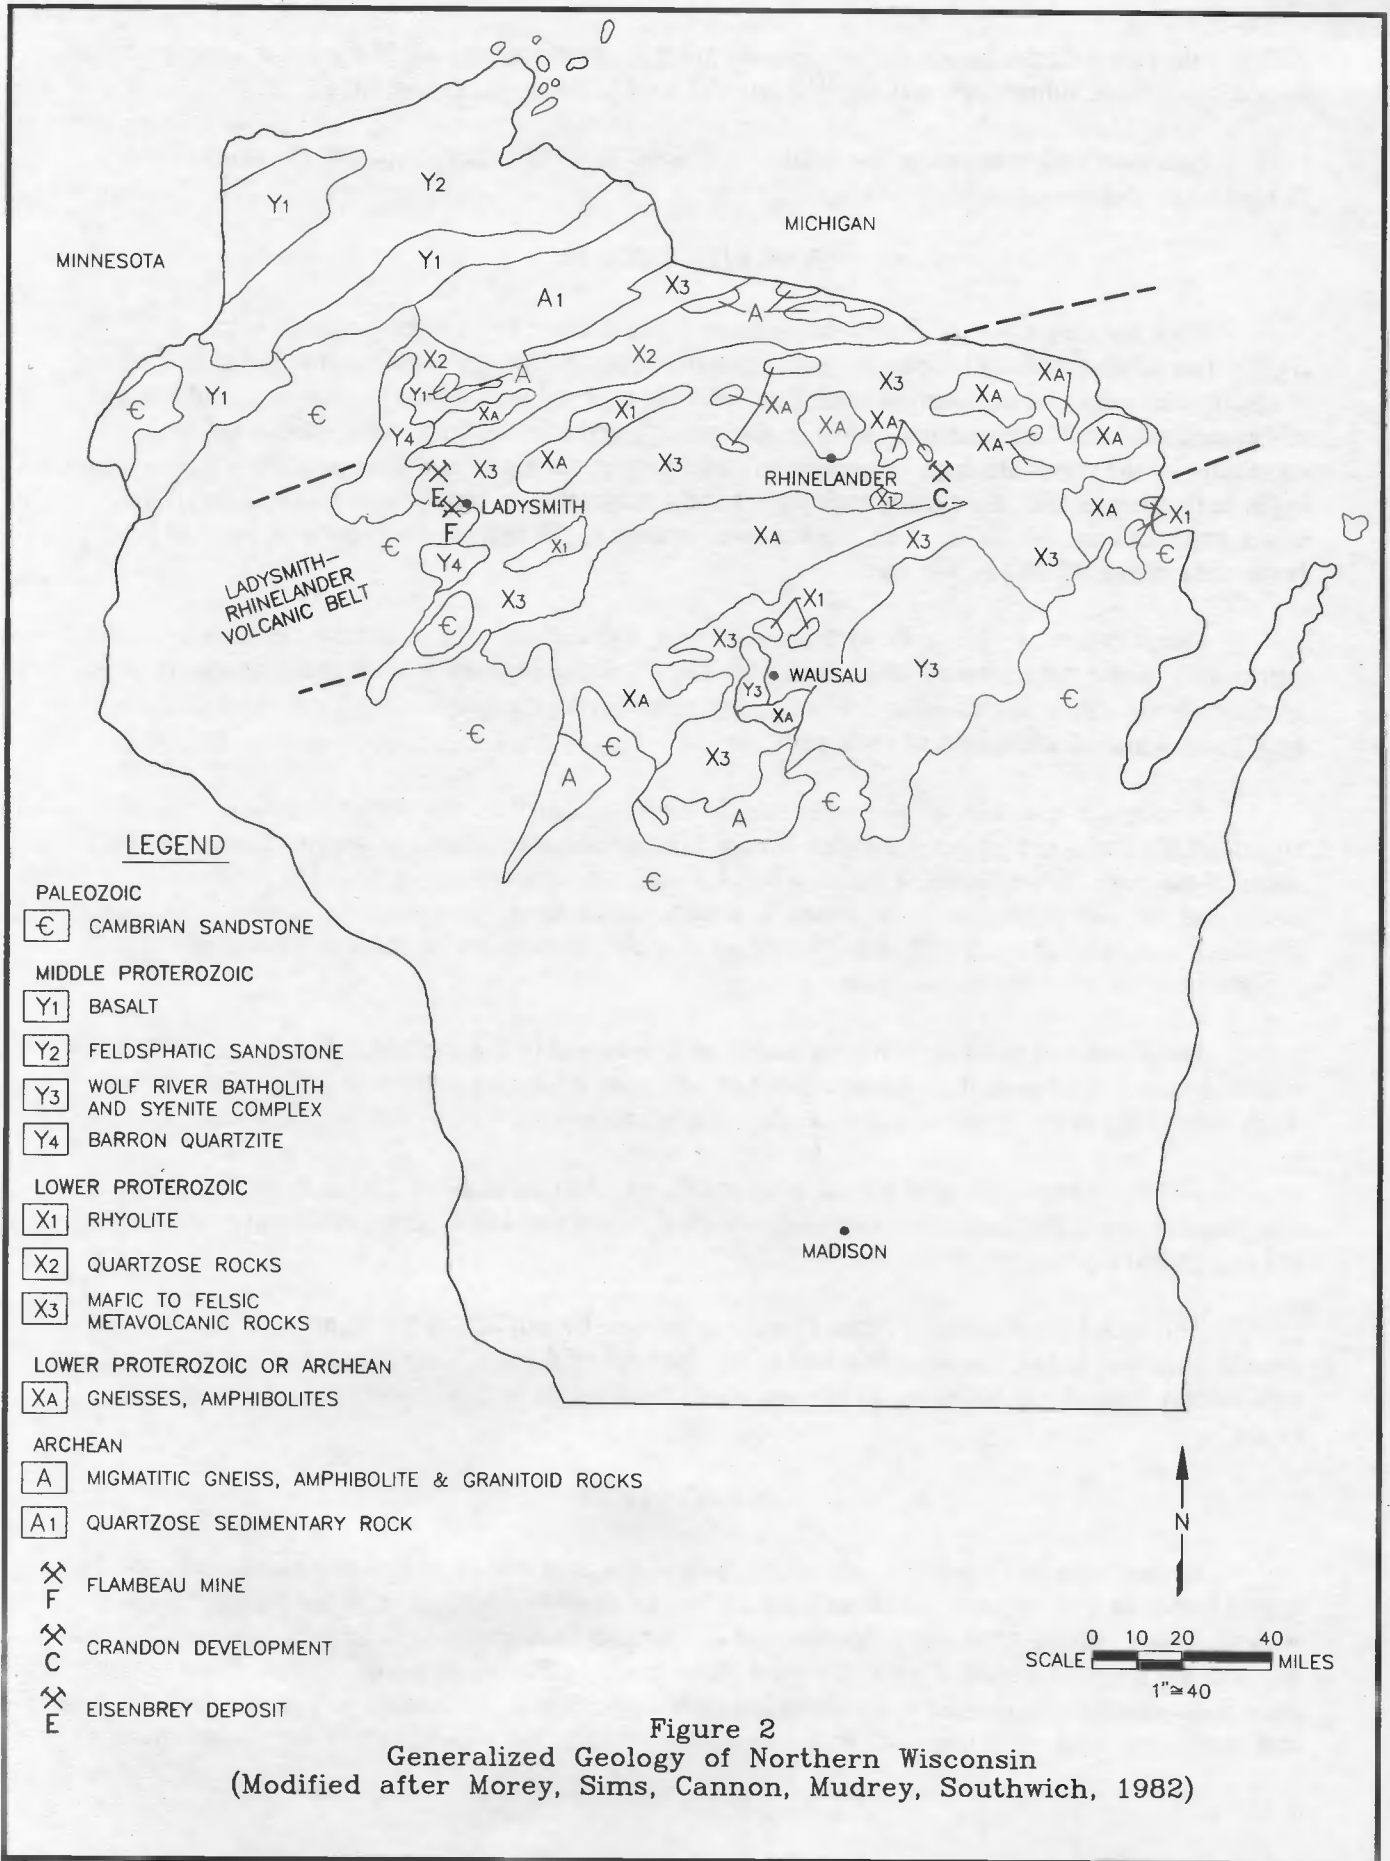 Y2
Y1
MICHIGAN
MINNESOTA
Y1
A1
X3
A
X2
X2
A
XA
X3
Y1
Y1
XA
X1
XA
XA
XA
XA
Є
Є
Y4
XA
XA
X3
XA
X3
RHINELANDER
E
C
LADYSMITH
X1
XA
X1
F
XA
X3
X3
Є
Є
X1
Y4
LADYSMITH–
RHINELANDER
VOLCANIC BELT
X3
X1
Є
X3
WAUSAU
Y3
Y3
XA
XA
Є
Є
Є
X3
A
Є
A
Є
LEGEND
PALEOZOIC
Є CAMBRIAN SANDSTONE
MIDDLE PROTEROZOIC
Y1 BASALT
Y2 FELDSPHATIC SANDSTONE
Y3 WOLF RIVER BATHOLITH
AND SYENITE COMPLEX
Y4 BARRON QUARTZITE
LOWER PROTEROZOIC
X1 RHYOLITE
X2 QUARTZOSE ROCKS
X3 MAFIC TO FELSIC
METAVOLCANIC ROCKS
LOWER PROTEROZOIC OR ARCHEAN
XA GNEISSES, AMPHIBOLITES
ARCHEAN
A MIGMATITIC GNEISS, AMPHIBOLITE & GRANITOID ROCKS
A1 QUARTZOSE SEDIMENTARY ROCK
F FLAMBEAU MINE
C CRANDON DEVELOPMENT
E EISENBREY DEPOSIT
MADISON
N
0 10 20 40
SCALE MILES
1"≅40
Figure 2
Generalized Geology of Northern Wisconsin
(Modified after Morey, Sims, Cannon, Mudrey, Southwich, 1982)